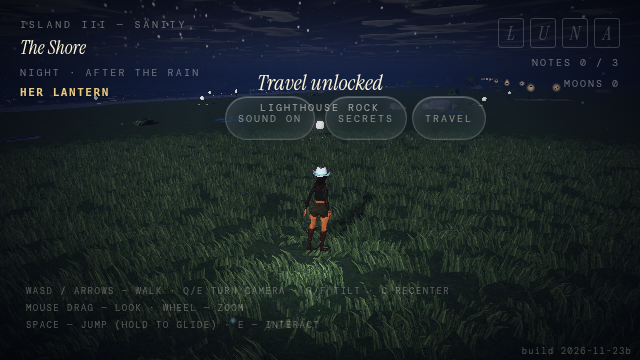 ISLAND III — SANITY
The Shore
NIGHT · AFTER THE RAIN
HER LANTERN
LUNA
NOTES 0 / 3
MOONS 0
Travel unlocked
LIGHTHOUSE ROCK
SOUND ON
SECRETS
TRAVEL
WASD / ARROWS — WALK · Q/E TURN CAMERA · R/F TILT · C RECENTER
MOUSE DRAG — LOOK · WHEEL — ZOOM
SPACE — JUMP (HOLD TO GLIDE) · E — INTERACT
build 2026-11-23b